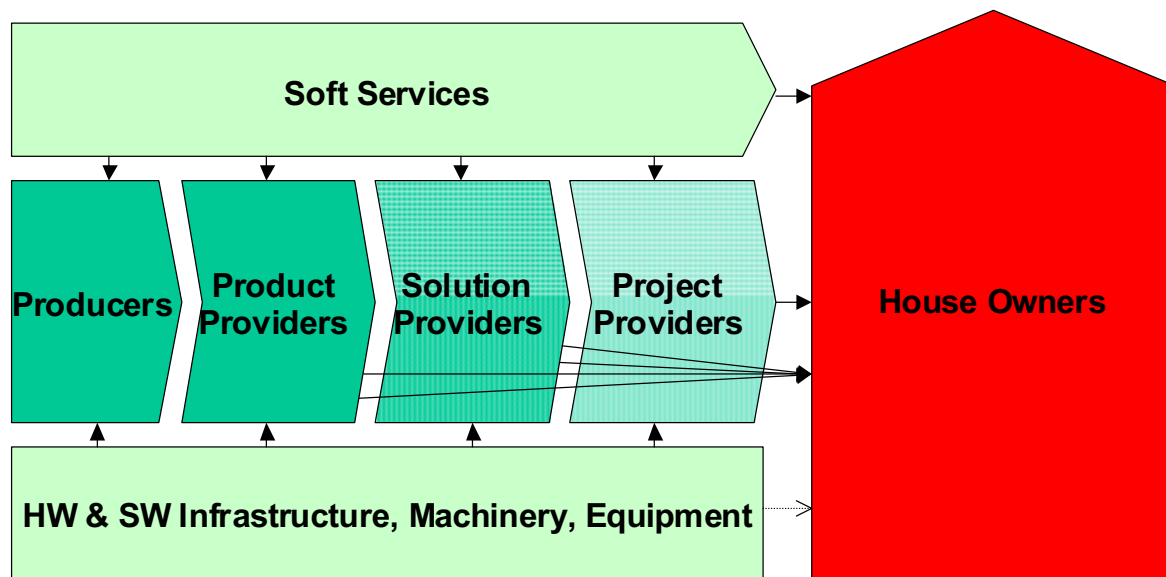 Soft Services
Producers
Product
Providers
Solution
Providers
Project
Providers
House Owners
HW & SW Infrastructure, Machinery, Equipment